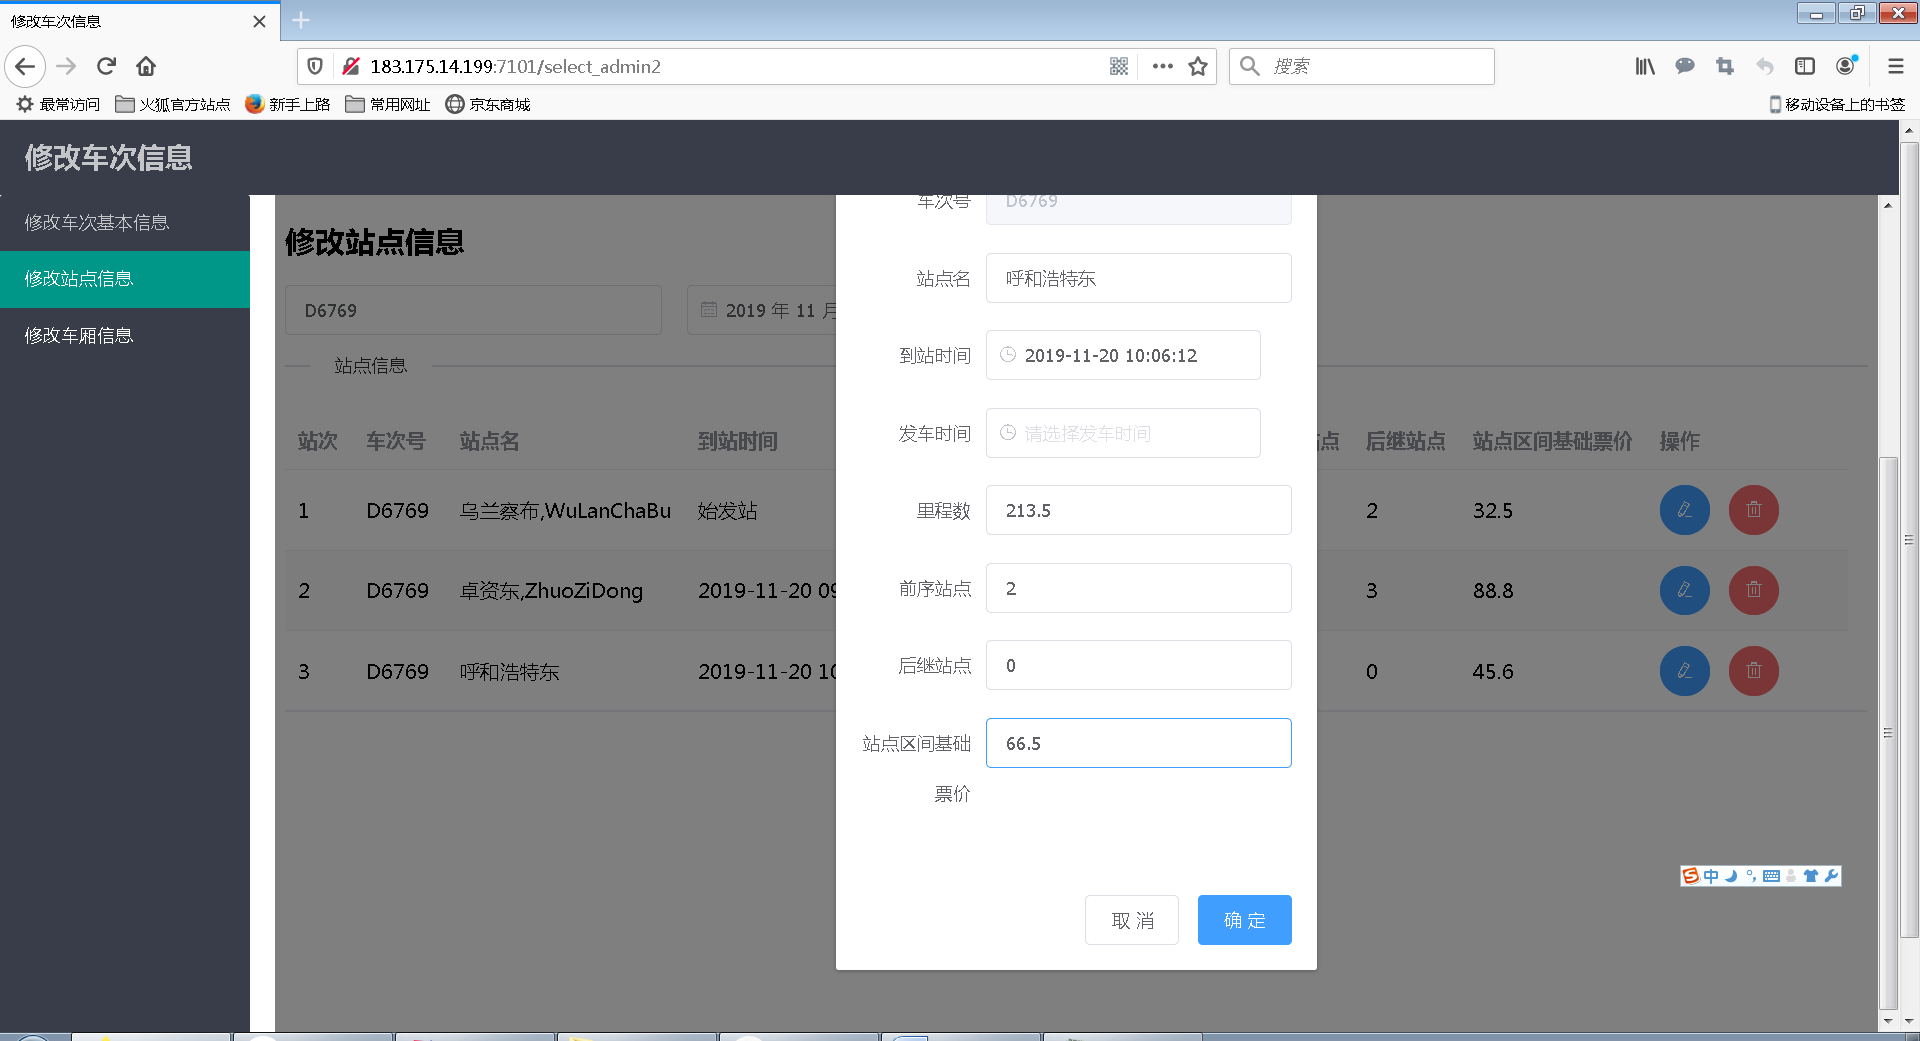 修改车次信息
183.175.14.199:7101/select_admin2
搜索
最常访问 火狐官方站点 新手上路 常用网址 京东商城 移动设备上的书签
修改车次信息
修改车次基本信息
修改站点信息
修改车厢信息
修改站点信息
D6769 2019 年 11 月
站点信息
站次 车次号 站点名 到站时间 点 后继站点 站点区间基础票价 操作
1 D6769 乌兰察布,WuLanChaBu 始发站 2 32.5
2 D6769 卓资东,ZhuoZiDong 2019-11-20 09 3 88.8
3 D6769 呼和浩特东 2019-11-20 10 0 45.6
车次号 D6769
站点名 呼和浩特东
到站时间 2019-11-20 10:06:12
发车时间 请选择发车时间
里程数 213.5
前序站点 2
后继站点 0
站点区间基础 66.5
票价
取 消 确 定
中